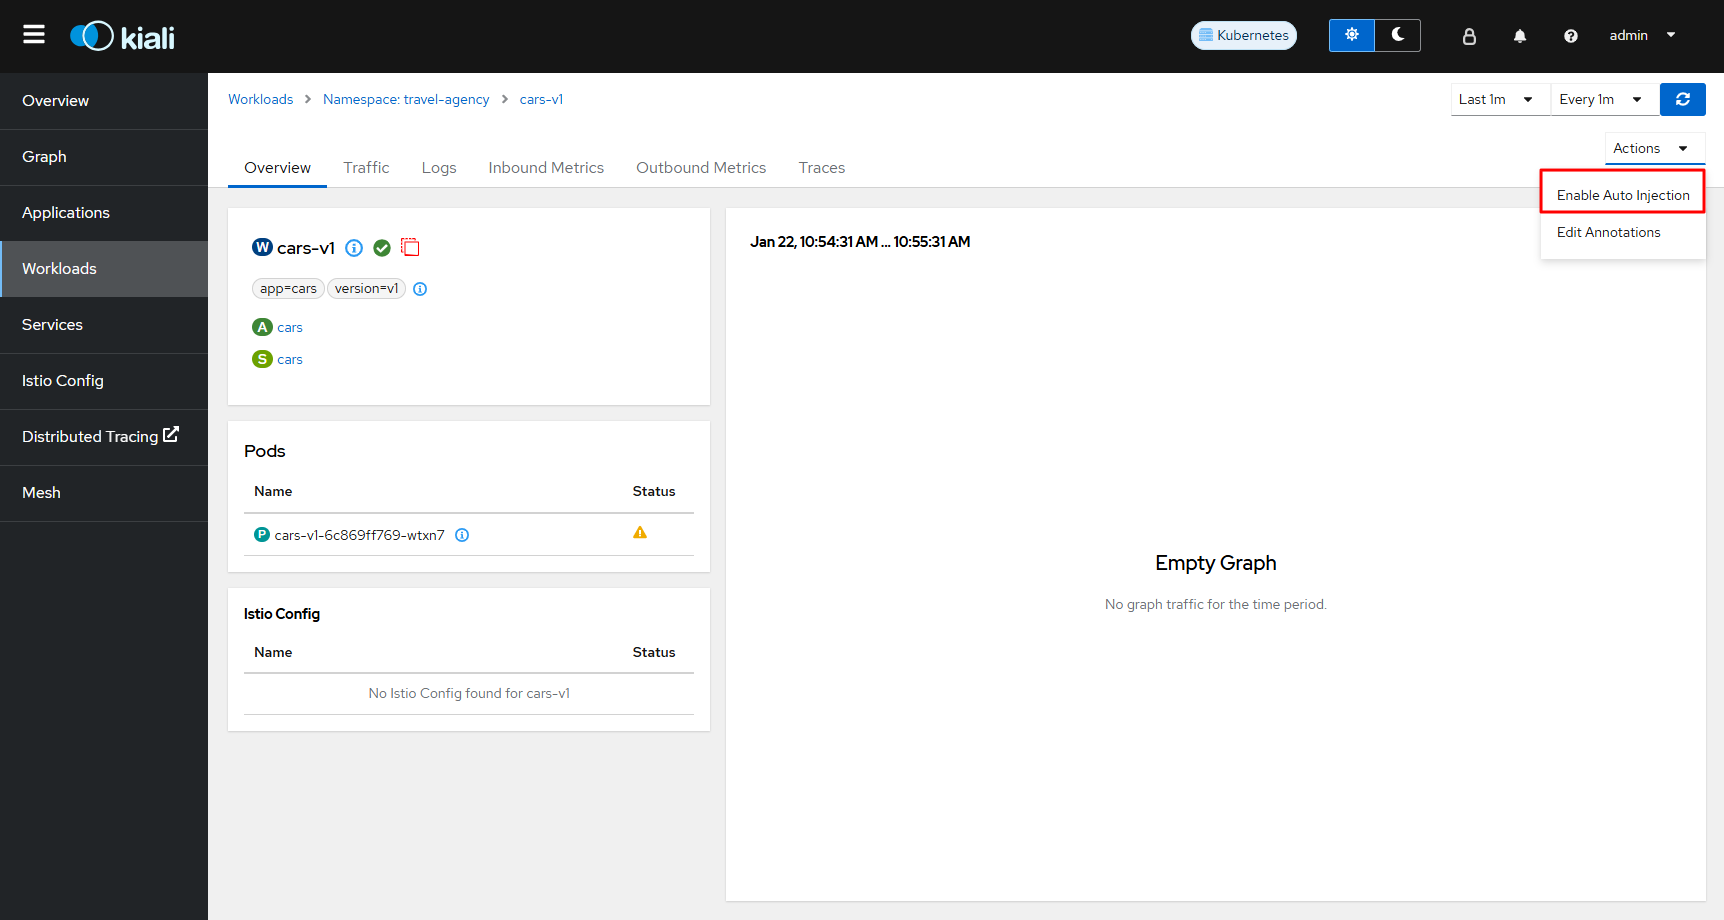 kiali
Kubernetes
admin
Overview
Graph
Applications
Workloads
Services
Istio Config
Distributed Tracing
Mesh
Workloads > Namespace: travel-agency > cars-v1
Last 1m
Every 1m
Actions
Enable Auto Injection
Edit Annotations
Overview Traffic Logs Inbound Metrics Outbound Metrics Traces
W cars-v1
app=cars version=v1
A cars
S cars
Pods
Name Status
P cars-v1-6c869ff769-wtxn7
Istio Config
Name Status
No Istio Config found for cars-v1
Jan 22, 10:54:31 AM ... 10:55:31 AM
Empty Graph
No graph traffic for the time period.